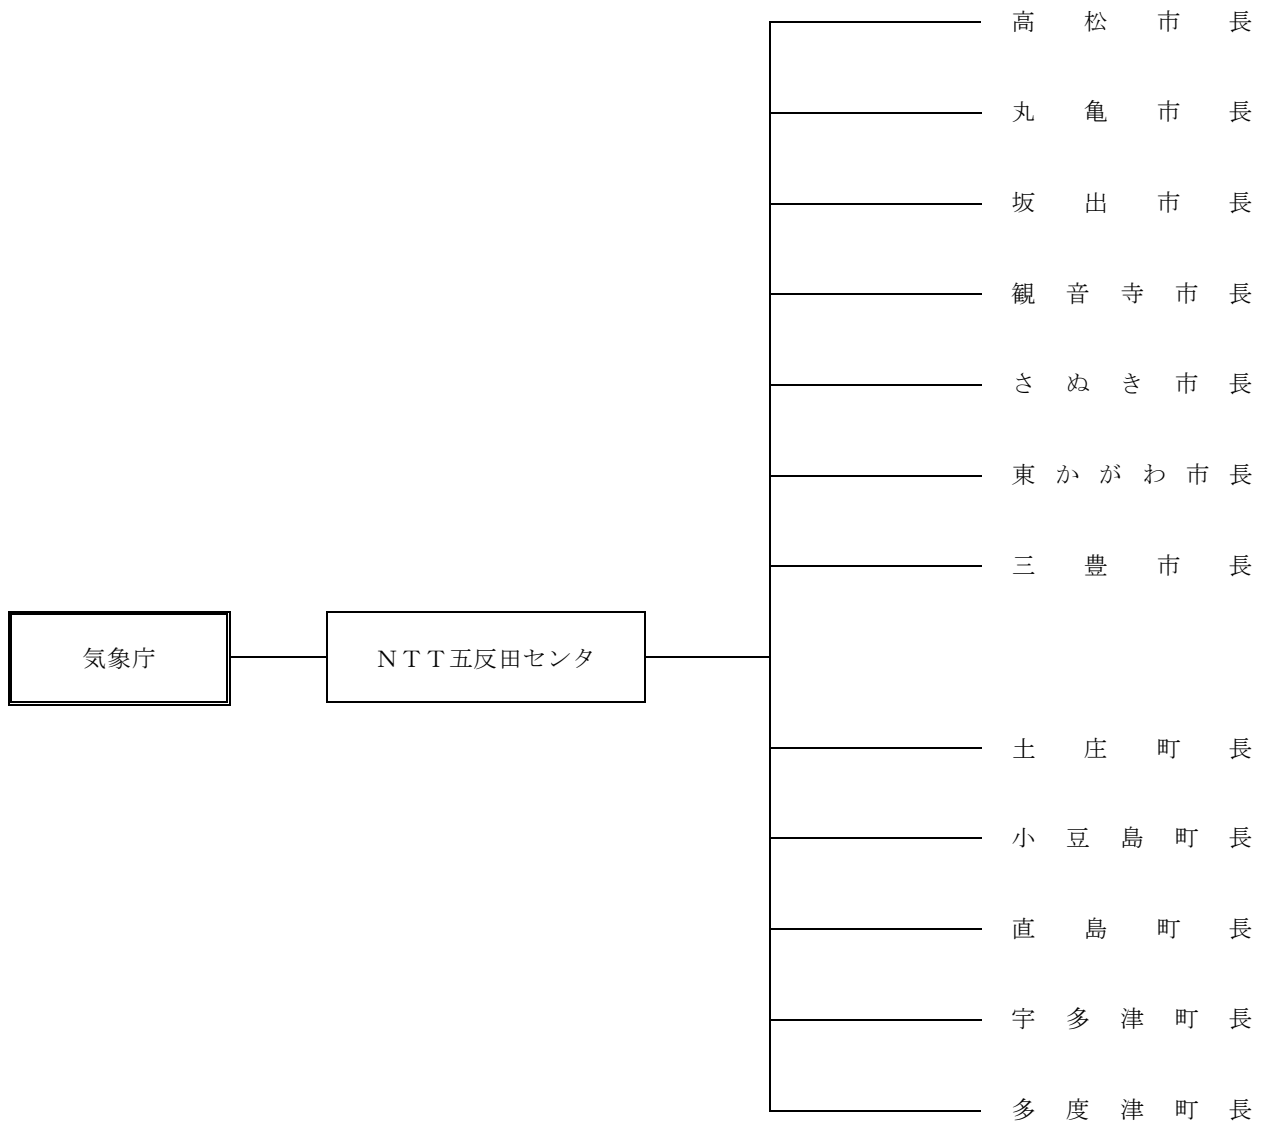 高松市長
丸亀市長
坂出市長
観音寺市長
さぬき市長
東かがわ市長
三豊市長
気象庁
ＮＴＴ五反田センタ
土庄町長
小豆島町長
直島町長
宇多津町長
多度津町長